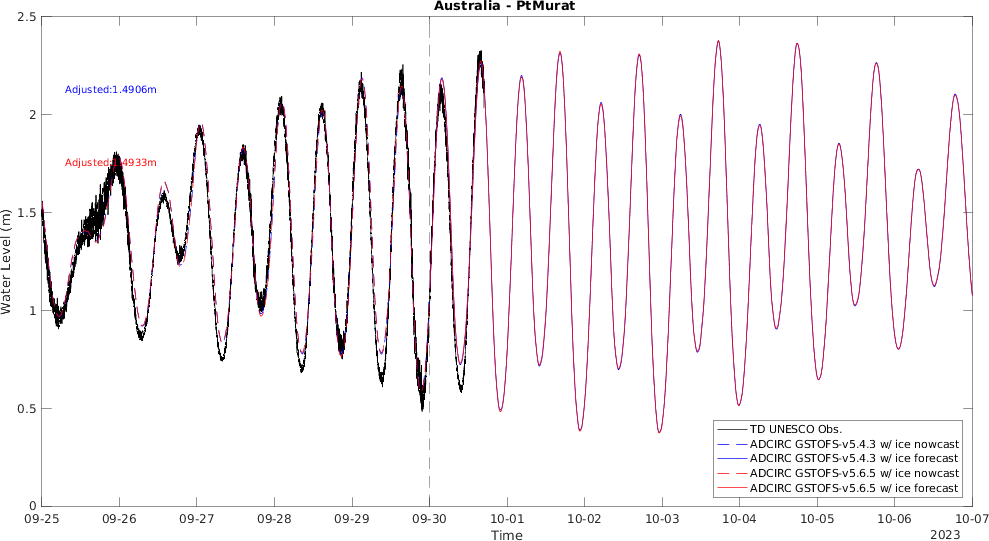 Australia - PtMurat
2.5
2
1.5
1
0.5
0
Water Level (m)
Adjusted:1.4906m
Adjusted:1.4933m
TD UNESCO Obs.
ADCIRC GSTOFS-v5.4.3 w/ ice nowcast
ADCIRC GSTOFS-v5.4.3 w/ ice forecast
ADCIRC GSTOFS-v5.6.5 w/ ice nowcast
ADCIRC GSTOFS-v5.6.5 w/ ice forecast
09-25 09-26 09-27 09-28 09-29 09-30 10-01 10-02 10-03 10-04 10-05 10-06 10-07
Time
2023